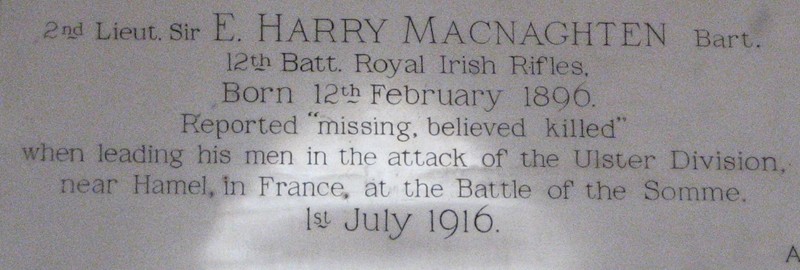 2nd Lieut. Sir E. HARRY MACNAGHTEN Bart.
12th Batt. Royal Irish Rifles.
Born 12th February 1896.
Reported "missing, believed killed"
when leading his men in the attack of the Ulster Division,
near Hamel, in France, at the Battle of the Somme.
1st July 1916.
A